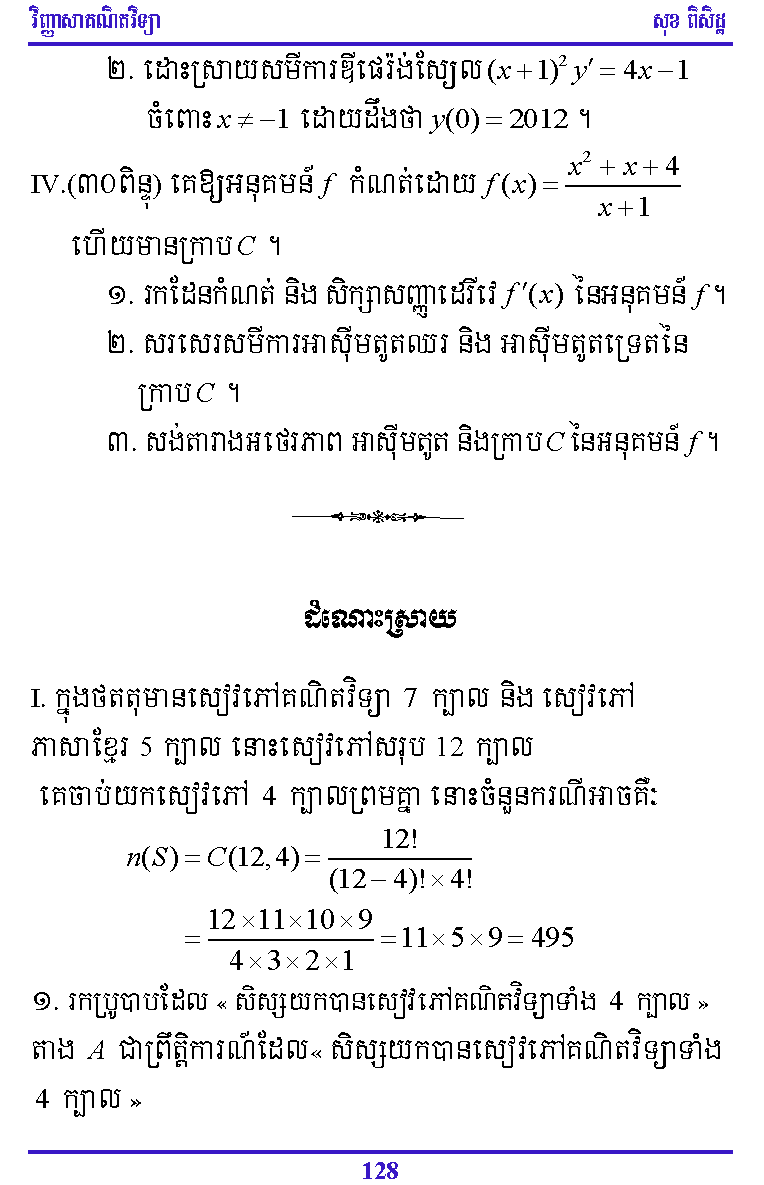 វិញ្ញាសាគណិតវិទ្យា សុខ ពិសិដ្ឋ
២. ដោះស្រាយសមីការឌីផេរ៉ង់ស្យែល (x + 1)² y′ = 4x − 1
ចំពោះ x ≠ −1 ដោយដឹងថា y(0) = 2012 ។
IV.(៣0ពិន្ទុ) គេឱ្យអនុគមន៍ f កំណត់ដោយ f(x) = (x² + x + 4)/(x + 1)
ហើយមានក្រាប C ។
១. រកដែនកំណត់ និង សិក្សាសញ្ញាដេរីវេ f ′(x) នៃអនុគមន៍ f ។
២. សរសេរសមីការអាស៊ីមតូតឈរ និង អាស៊ីមតូតទ្រេតនៃ
ក្រាប C ។
៣. សង់តារាងអថេរភាព អាស៊ីមតូត និងក្រាប C នៃអនុគមន៍ f ។
ដំណោះស្រាយ
I. ក្នុងថតតុមានសៀវភៅគណិតវិទ្យា 7 ក្បាល និង សៀវភៅ
ភាសាខ្មែរ 5 ក្បាល នោះសៀវភៅសរុប 12 ក្បាល
គេចាប់យកសៀវភៅ 4 ក្បាលព្រមគ្នា នោះចំនួនករណីអាចគឺៈ
n(S) = C(12, 4) = 12!/((12 − 4)! × 4!)
= (12 × 11 × 10 × 9)/(4 × 3 × 2 × 1) = 11 × 5 × 9 = 495
១. រកប្រូបាបដែល « សិស្សយកបានសៀវភៅគណិតវិទ្យាទាំង 4 ក្បាល »
តាង A ជាព្រឹត្តិការណ៍ដែល« សិស្សយកបានសៀវភៅគណិតវិទ្យាទាំង
4 ក្បាល »
128